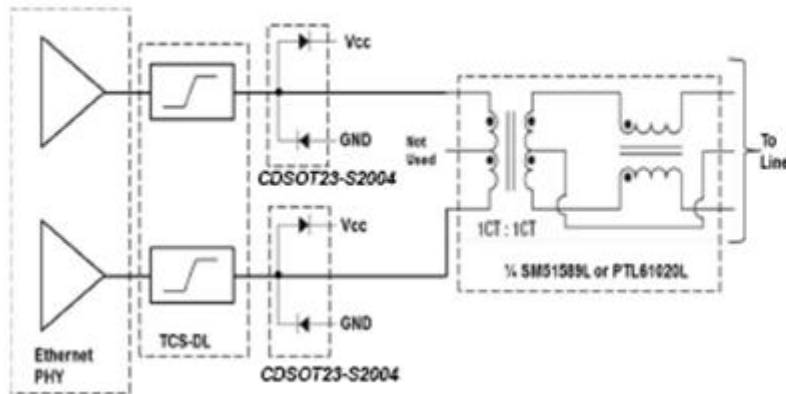 Vcc
GND
CDSOT23-S2004
Not
Used
To
Line
1CT : 1CT
Vcc
¼ SM51589L or PTL61020L
GND
TCS-DL
Ethernet
PHY
CDSOT23-S2004